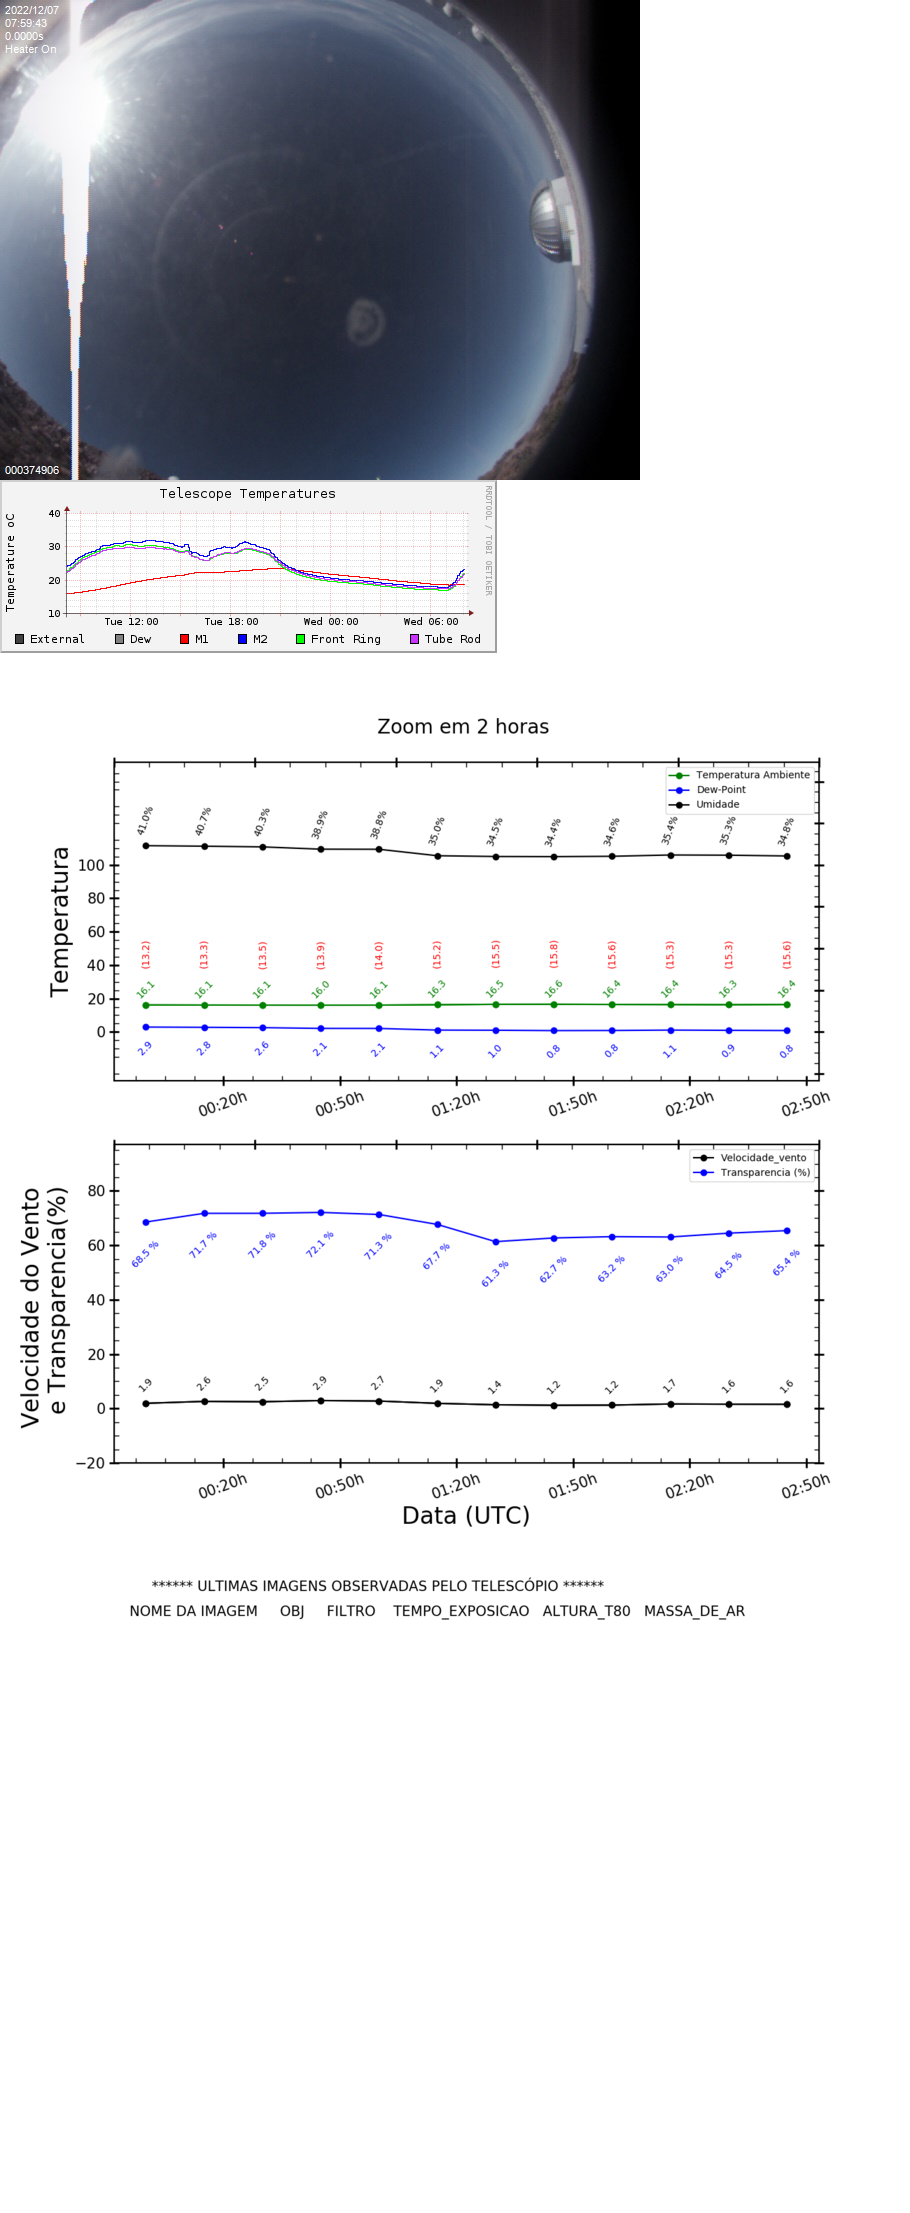 2022/12/07
07:59:43
0.0000s
Heater On
000374906
Telescope Temperatures
Temperature oC
RRDTOOL / TOBI OETIKER
40
30
20
10
Tue 12:00 Tue 18:00 Wed 00:00 Wed 06:00
External Dew M1 M2 Front Ring Tube Rod
Zoom em 2 horas
Temperatura
Temperatura Ambiente
Dew-Point
Umidade
41.0% 40.7% 40.3% 38.9% 38.8% 35.0% 34.5% 34.4% 34.6% 35.4% 35.3% 34.8%
100
80
60
40
20
0
(13.2) (13.3) (13.5) (13.9) (14.0) (15.2) (15.5) (15.8) (15.6) (15.3) (15.3) (15.6)
16.1 16.1 16.1 16.0 16.1 16.3 16.5 16.6 16.4 16.4 16.3 16.4
2.9 2.8 2.6 2.1 2.1 1.1 1.0 0.8 0.8 1.1 0.9 0.8
00:20h 00:50h 01:20h 01:50h 02:20h 02:50h
Velocidade do Vento
e Transparencia(%)
Velocidade_vento
Transparencia (%)
80
60
40
20
0
−20
68.5 % 71.7 % 71.8 % 72.1 % 71.3 % 67.7 % 61.3 % 62.7 % 63.2 % 63.0 % 64.5 % 65.4 %
1.9 2.6 2.5 2.9 2.7 1.9 1.4 1.2 1.2 1.7 1.6 1.6
00:20h 00:50h 01:20h 01:50h 02:20h 02:50h
Data (UTC)
****** ULTIMAS IMAGENS OBSERVADAS PELO TELESCÓPIO ******
NOME DA IMAGEM OBJ FILTRO TEMPO_EXPOSICAO ALTURA_T80 MASSA_DE_AR